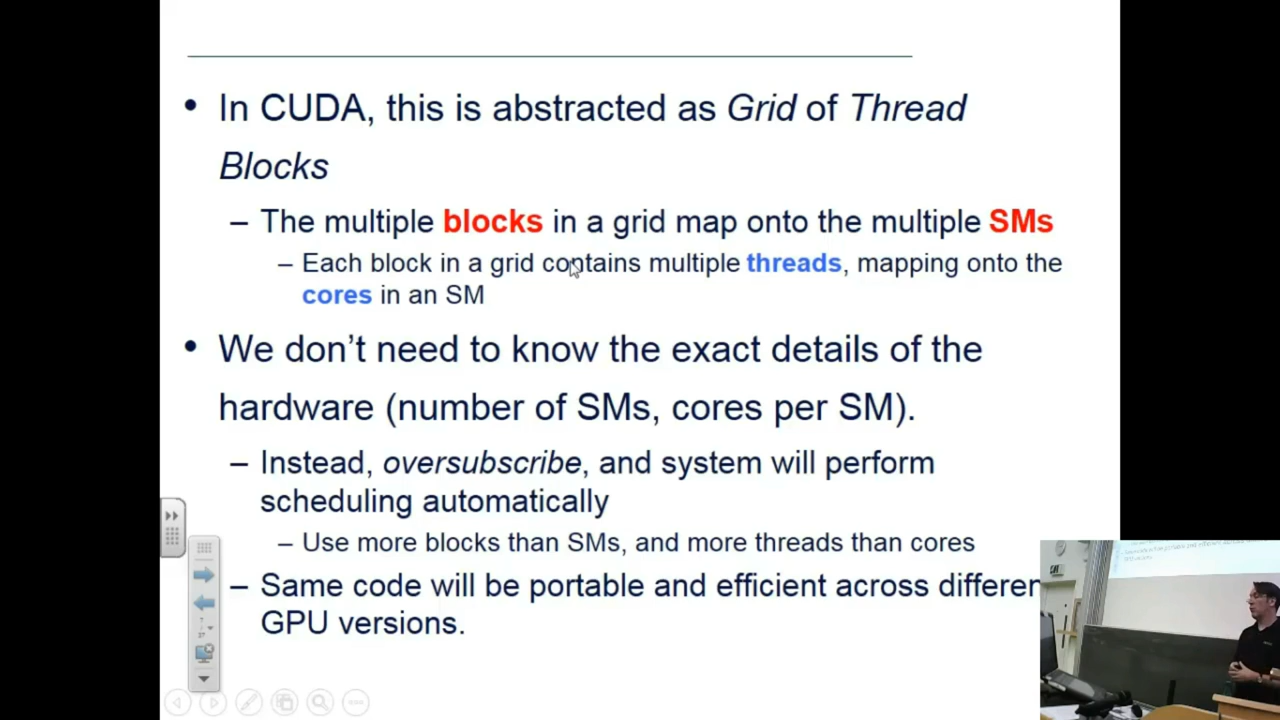 • In CUDA, this is abstracted as Grid of Thread
Blocks
– The multiple blocks in a grid map onto the multiple SMs
– Each block in a grid contains multiple threads, mapping onto the
cores in an SM
• We don’t need to know the exact details of the
hardware (number of SMs, cores per SM).
– Instead, oversubscribe, and system will perform
scheduling automatically
– Use more blocks than SMs, and more threads than cores
– Same code will be portable and efficient across differen
GPU versions.